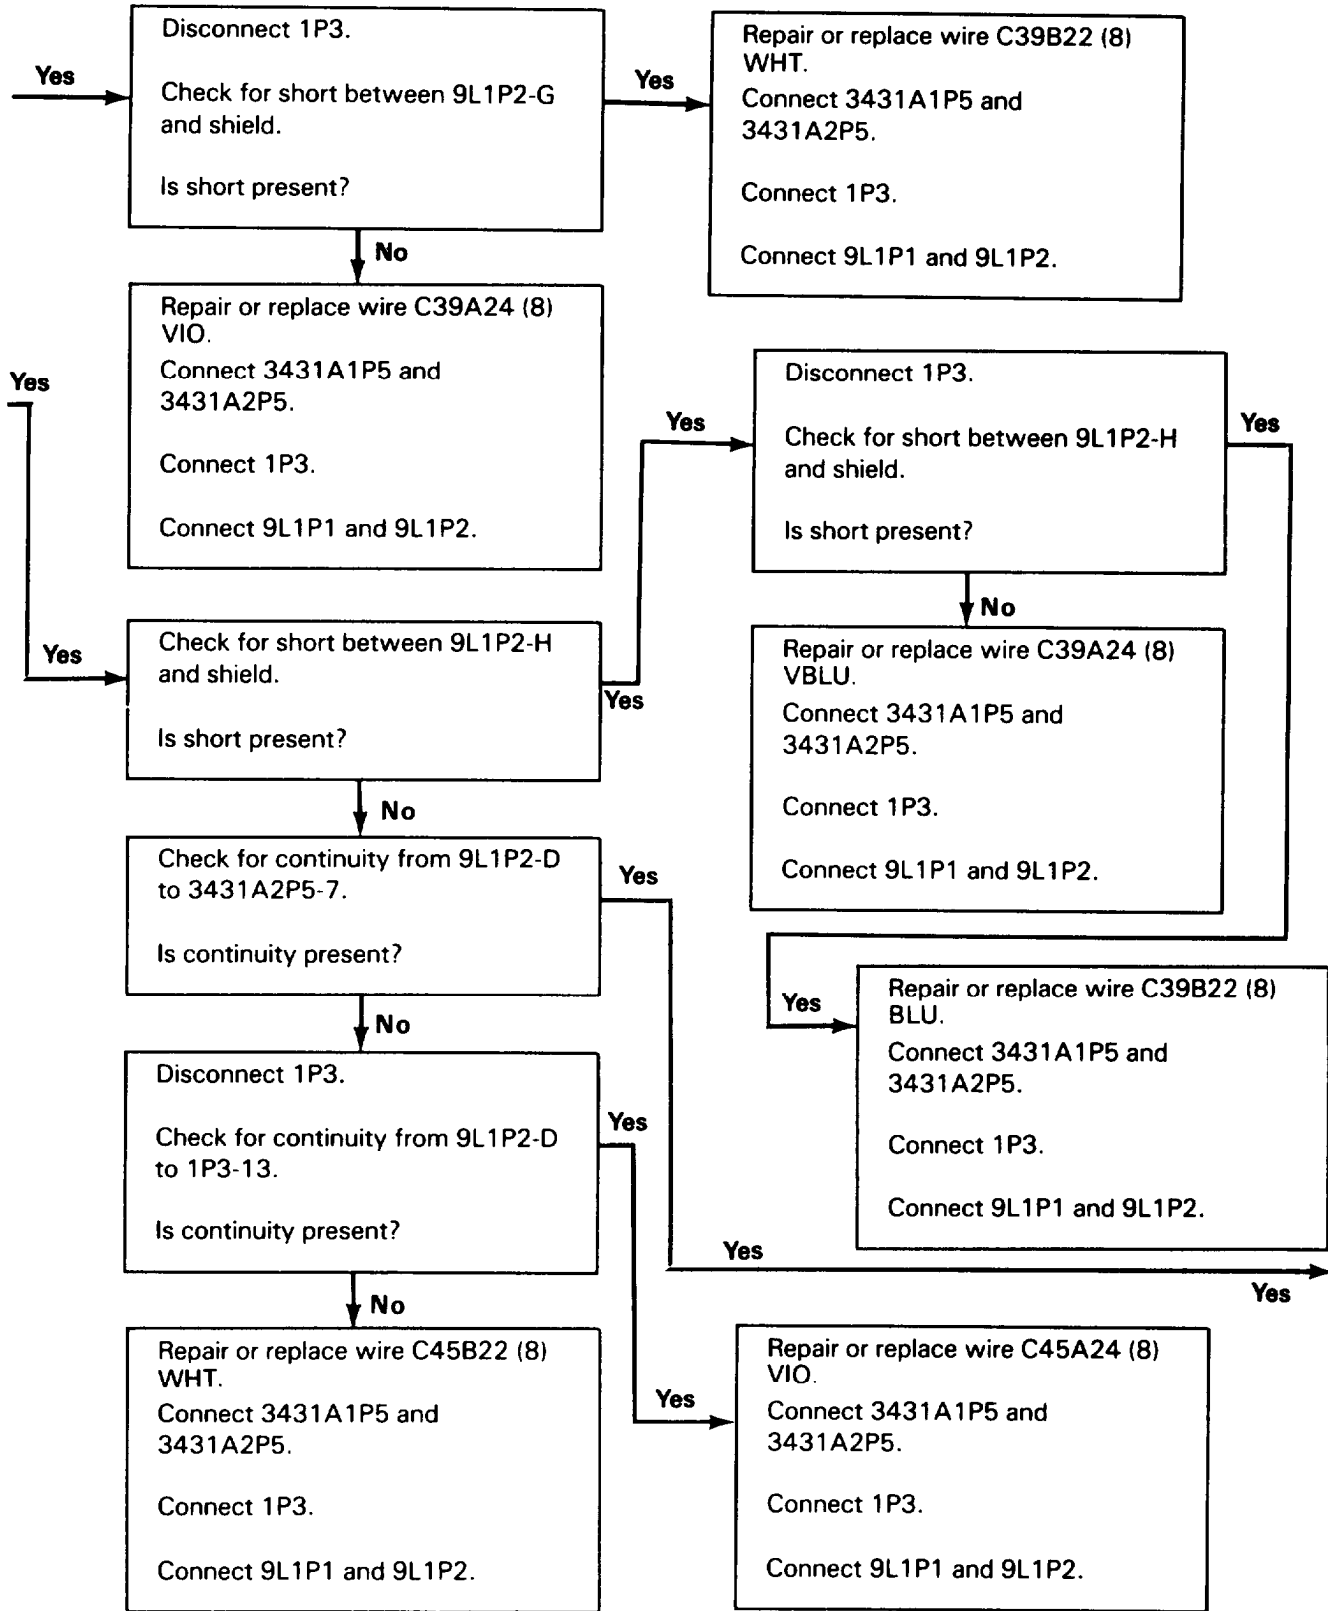 Yes
Disconnect 1P3.
Check for short between 9L1P2-G
and shield.
Is short present?
Yes
Repair or replace wire C39B22 (8)
WHT.
Connect 3431A1P5 and
3431A2P5.
Connect 1P3.
Connect 9L1P1 and 9L1P2.
No
Repair or replace wire C39A24 (8)
VIO.
Connect 3431A1P5 and
3431A2P5.
Connect 1P3.
Connect 9L1P1 and 9L1P2.
Yes
Yes
Check for short between 9L1P2-H
and shield.
Is short present?
Yes
Yes
Disconnect 1P3.
Check for short between 9L1P2-H
and shield.
Is short present?
Yes
No
Repair or replace wire C39A24 (8)
VBLU.
Connect 3431A1P5 and
3431A2P5.
Connect 1P3.
Connect 9L1P1 and 9L1P2.
Yes
Repair or replace wire C39B22 (8)
BLU.
Connect 3431A1P5 and
3431A2P5.
Connect 1P3.
Connect 9L1P1 and 9L1P2.
No
Check for continuity from 9L1P2-D
to 3431A2P5-7.
Is continuity present?
Yes
Yes
Yes
No
Disconnect 1P3.
Check for continuity from 9L1P2-D
to 1P3-13.
Is continuity present?
Yes
Yes
No
Repair or replace wire C45B22 (8)
WHT.
Connect 3431A1P5 and
3431A2P5.
Connect 1P3.
Connect 9L1P1 and 9L1P2.
Repair or replace wire C45A24 (8)
VIO.
Connect 3431A1P5 and
3431A2P5.
Connect 1P3.
Connect 9L1P1 and 9L1P2.